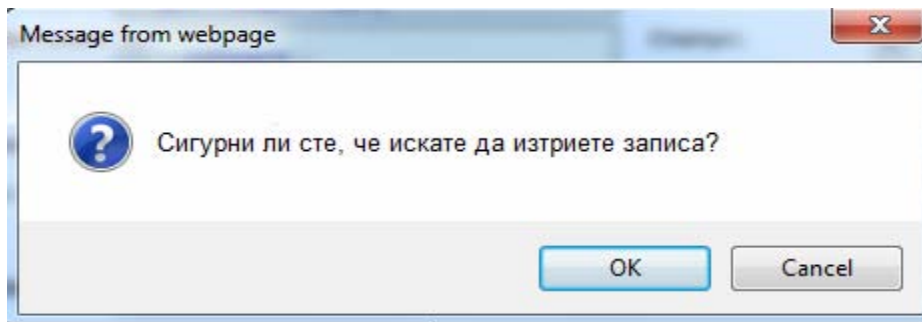 Message from webpage
Сигурни ли сте, че искате да изтриете записа?
OK Cancel